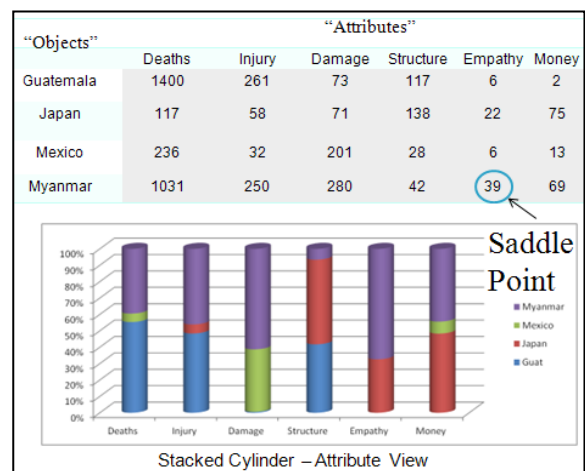 “Attributes”
“Objects”
Deaths Injury Damage Structure Empathy Money
Guatemala 1400 261 73 117 6 2
Japan 117 58 71 138 22 75
Mexico 236 32 201 28 6 13
Myanmar 1031 250 280 42 39 69
Saddle
Point
100%
90%
80%
70%
60%
50%
40%
30%
20%
10%
0%
Myanmar
Mexico
Japan
Guat
Deaths Injury Damage Structure Empathy Money
Stacked Cylinder – Attribute View